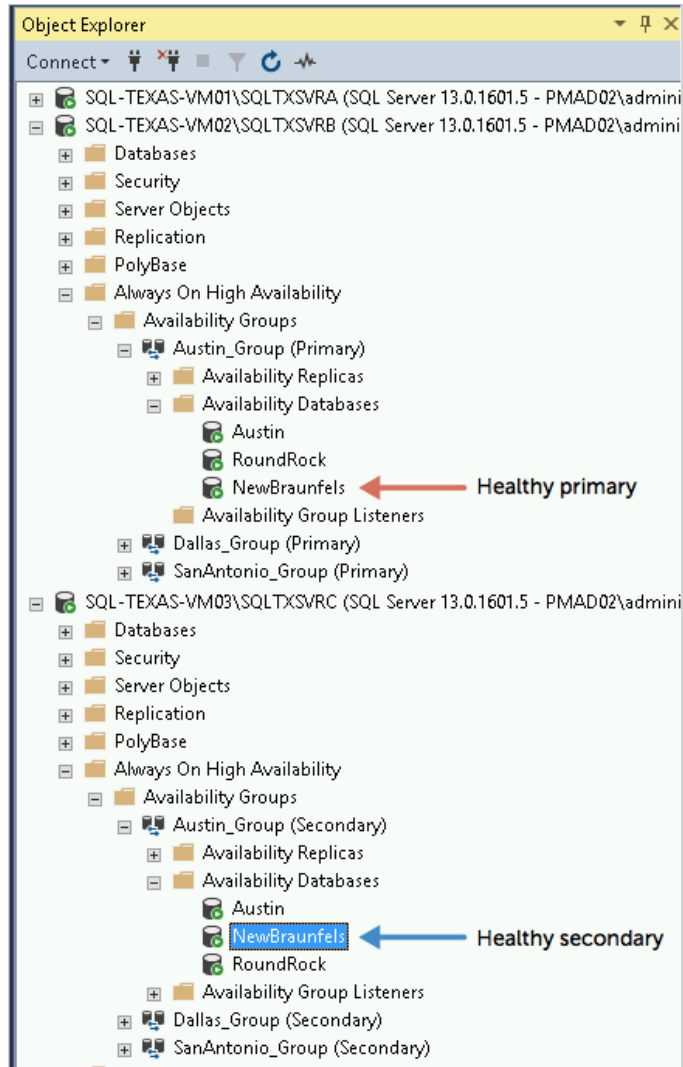 Object Explorer
Connect
SQL-TEXAS-VM01\SQLTXSVRA (SQL Server 13.0.1601.5 - PMAD02\admini
SQL-TEXAS-VM02\SQLTXSVRB (SQL Server 13.0.1601.5 - PMAD02\admini
Databases
Security
Server Objects
Replication
PolyBase
Always On High Availability
Availability Groups
Austin_Group (Primary)
Availability Replicas
Availability Databases
Austin
RoundRock
NewBraunfels Healthy primary
Availability Group Listeners
Dallas_Group (Primary)
SanAntonio_Group (Primary)
SQL-TEXAS-VM03\SQLTXSVRC (SQL Server 13.0.1601.5 - PMAD02\admini
Databases
Security
Server Objects
Replication
PolyBase
Always On High Availability
Availability Groups
Austin_Group (Secondary)
Availability Replicas
Availability Databases
Austin
NewBraunfels Healthy secondary
RoundRock
Availability Group Listeners
Dallas_Group (Secondary)
SanAntonio_Group (Secondary)